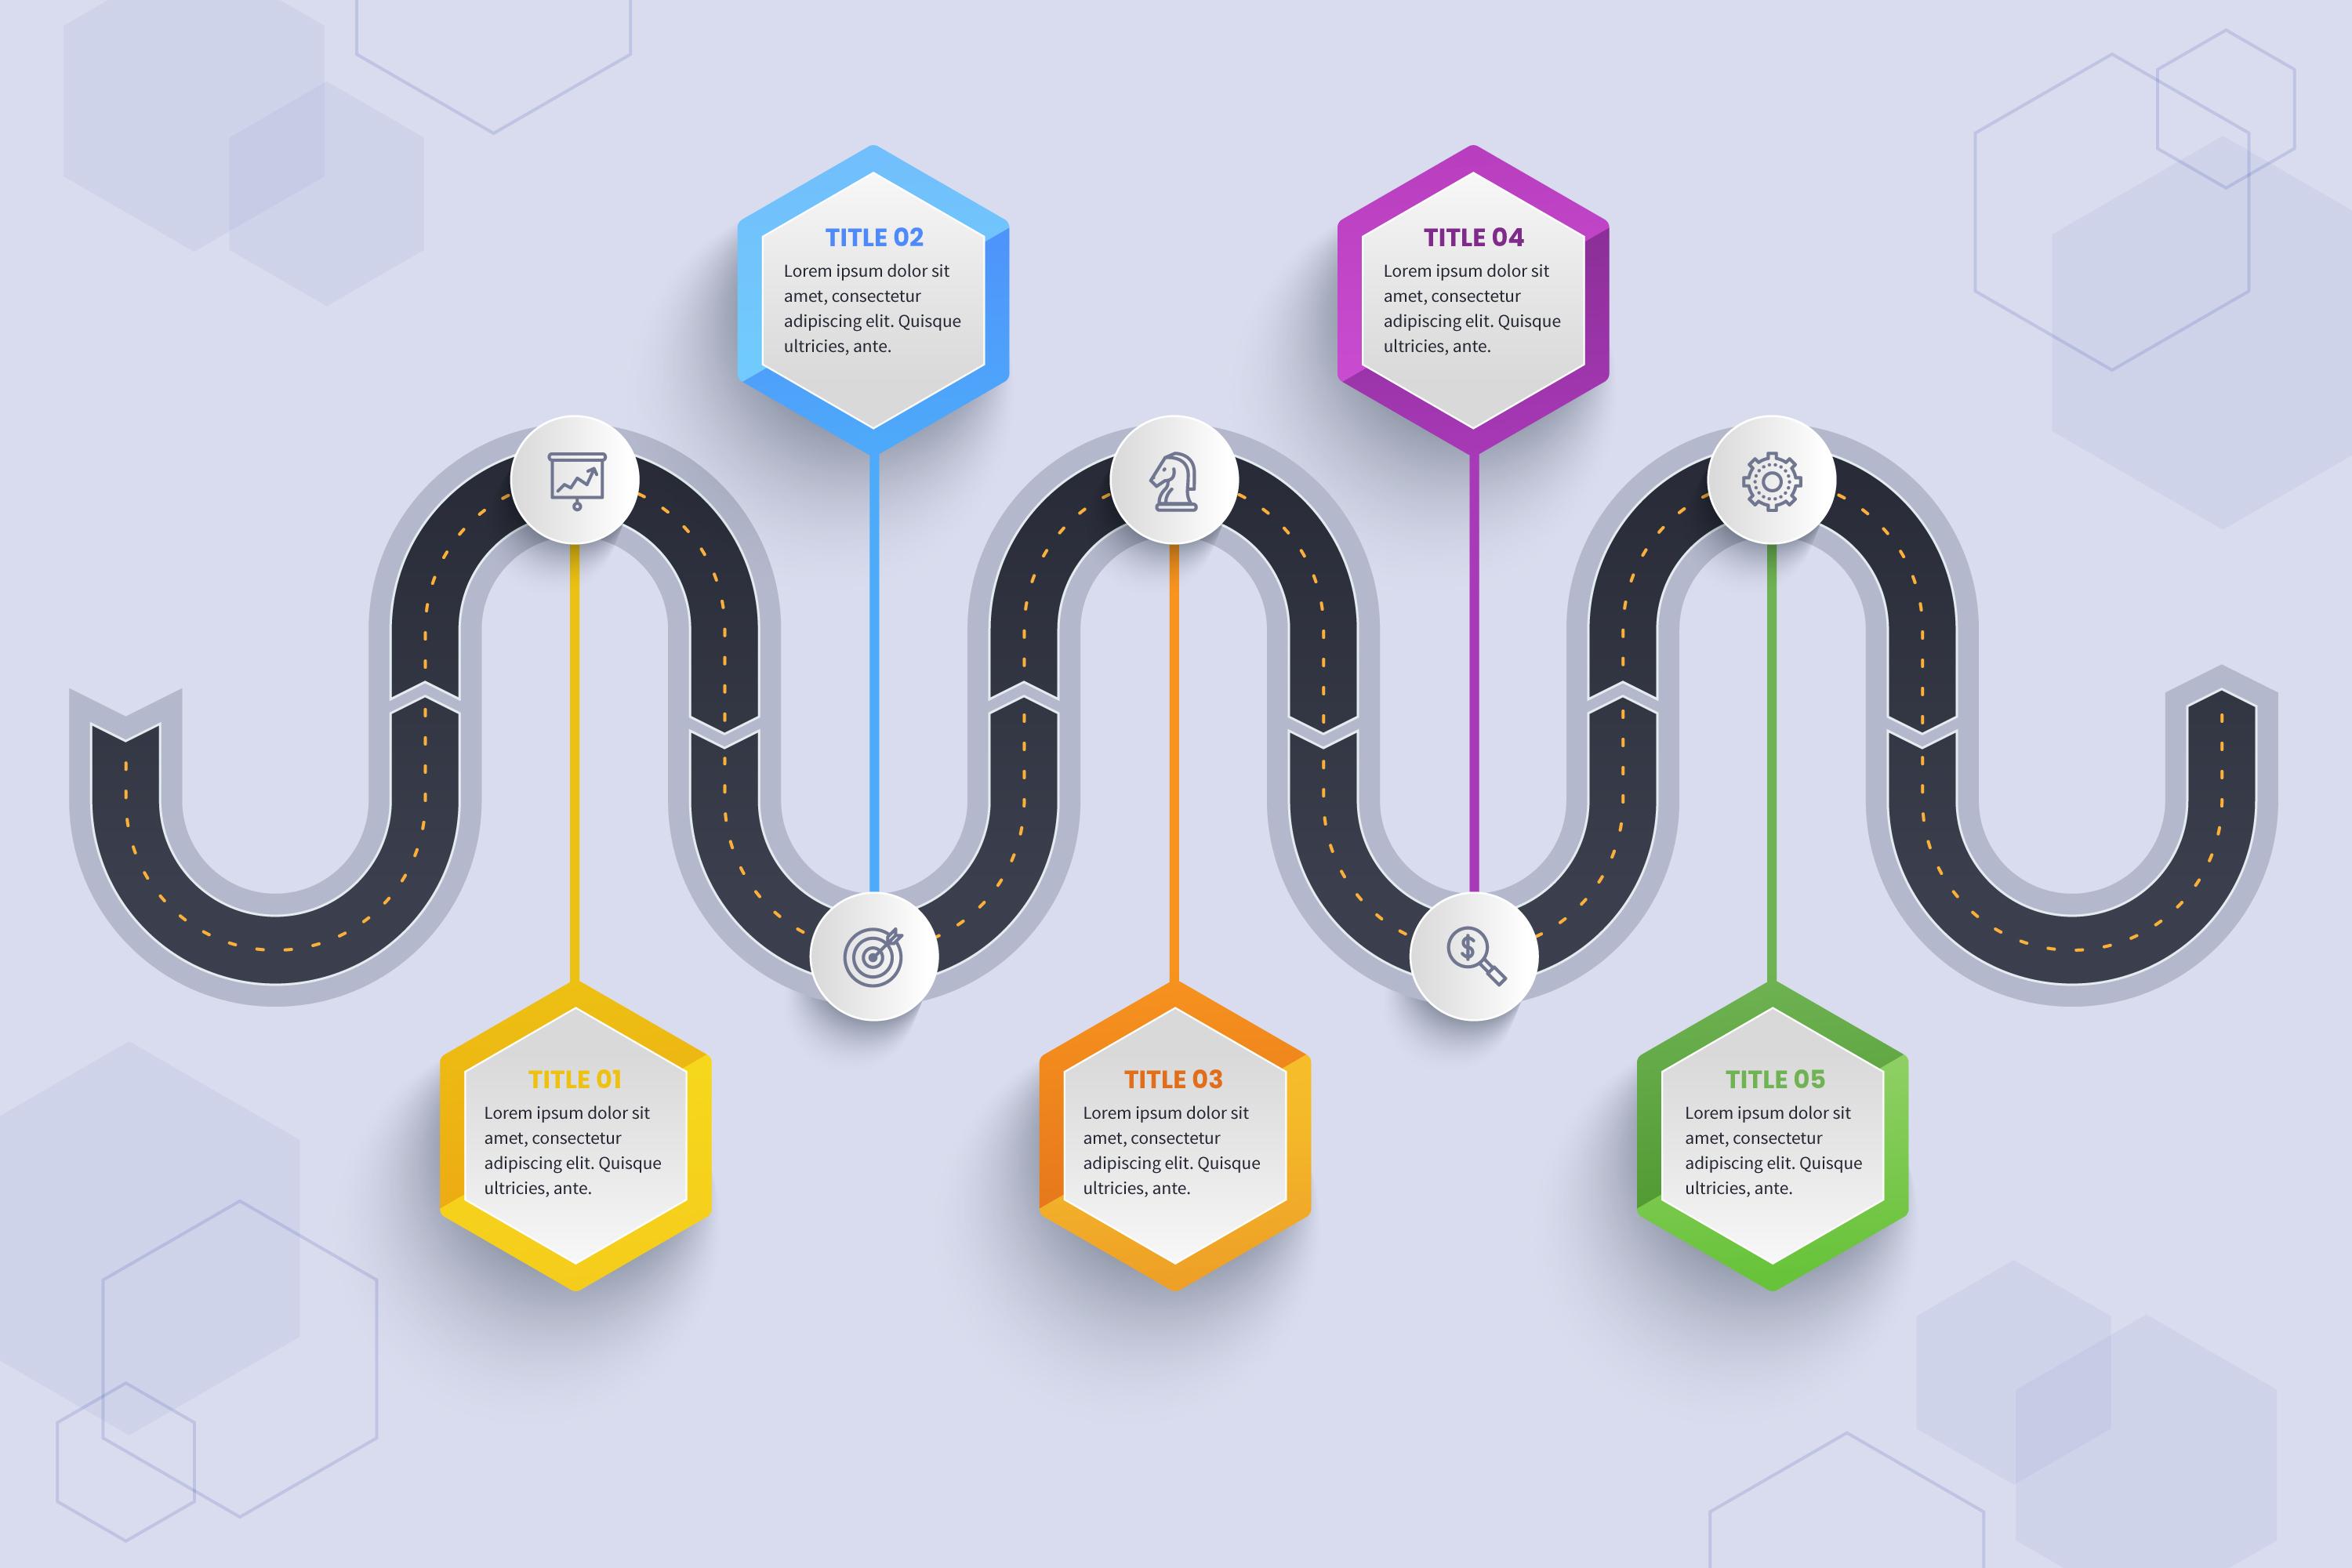 TITLE 02
Lorem ipsum dolor sit
amet, consectetur
adipiscing elit. Quisque
ultricies, ante.
TITLE 04
Lorem ipsum dolor sit
amet, consectetur
adipiscing elit. Quisque
ultricies, ante.
$
TITLE 01
Lorem ipsum dolor sit
amet, consectetur
adipiscing elit. Quisque
ultricies, ante.
TITLE 03
Lorem ipsum dolor sit
amet, consectetur
adipiscing elit. Quisque
ultricies, ante.
TITLE 05
Lorem ipsum dolor sit
amet, consectetur
adipiscing elit. Quisque
ultricies, ante.